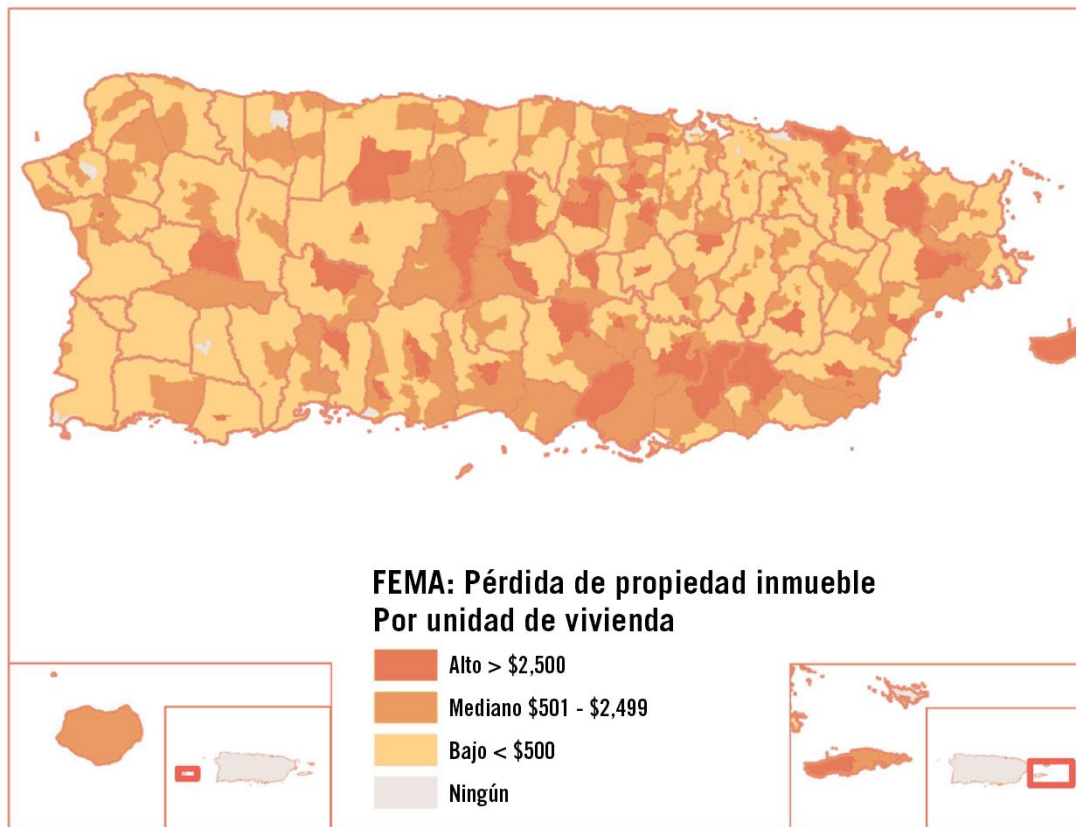 FEMA: Pérdida de propiedad inmueble
Por unidad de vivienda
Alto > $2,500
Mediano $501 - $2,499
Bajo < $500
Ningún